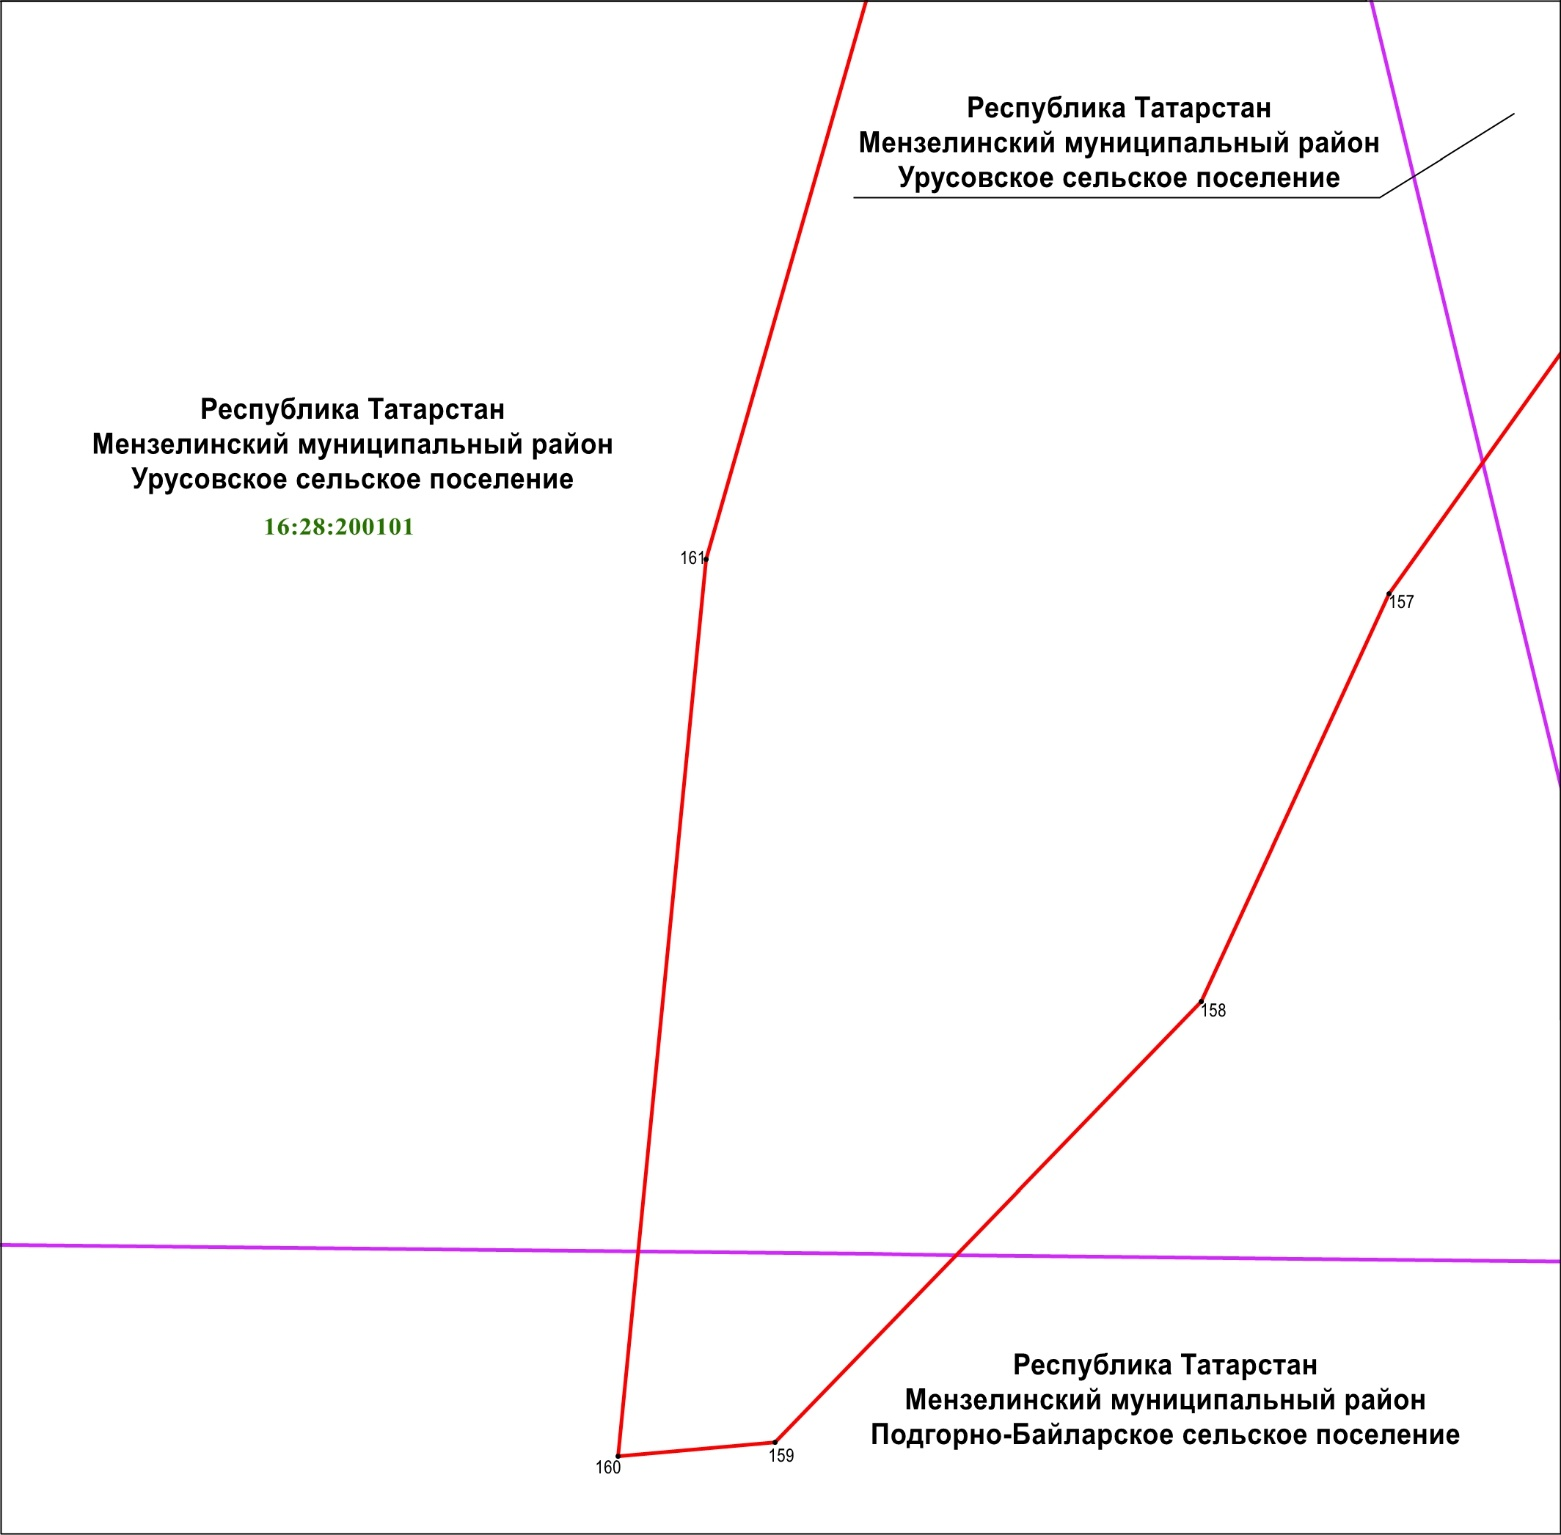 Республика Татарстан
Мензелинский муниципальный район
Урусовское сельское поселение
Республика Татарстан
Мензелинский муниципальный район
Урусовское сельское поселение
16:28:200101
161
157
158
Республика Татарстан
Мензелинский муниципальный район
Подгорно-Байларское сельское поселение
159
160